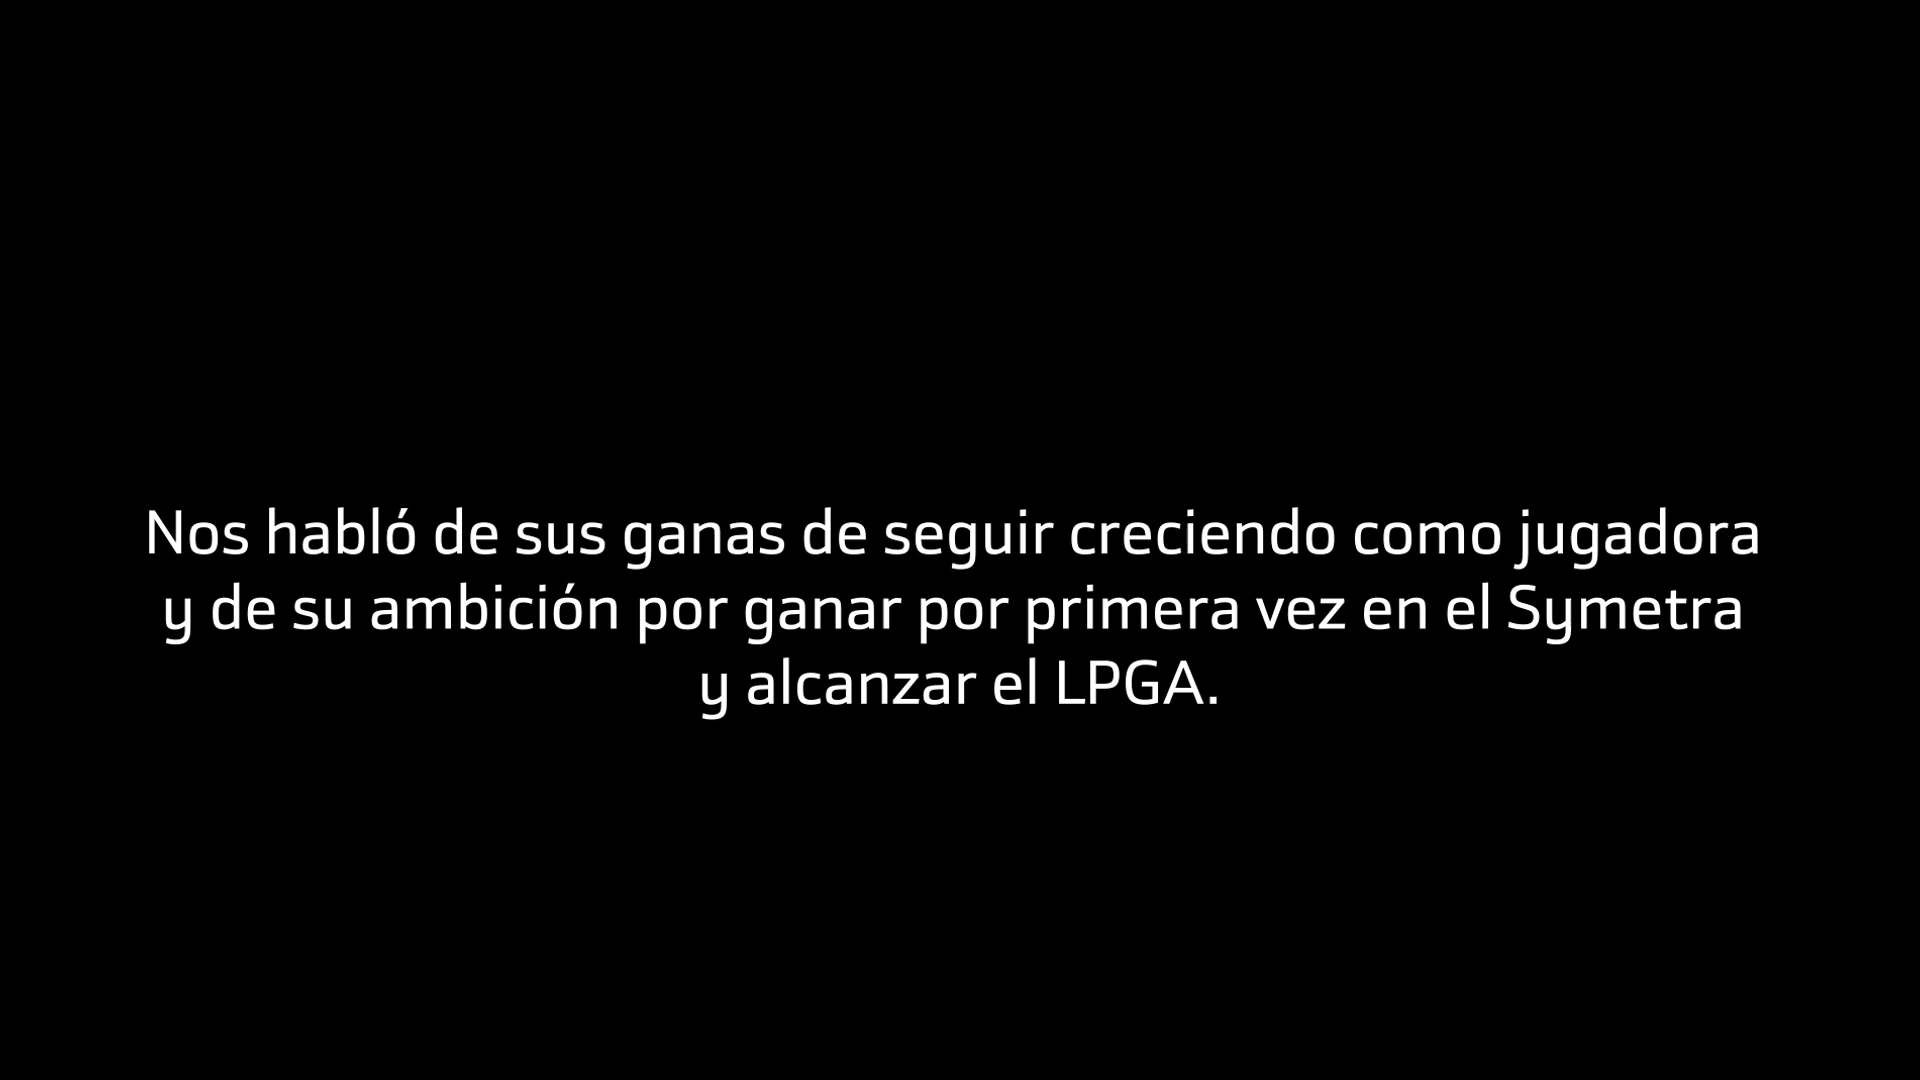 Nos habló de sus ganas de seguir creciendo como jugadora
y de su ambición por ganar por primera vez en el Symetra
y alcanzar el LPGA.